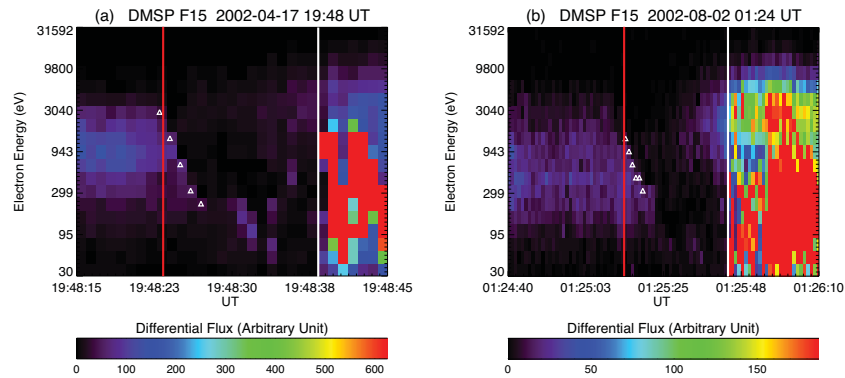 (a) DMSP F15 2002-04-17 19:48 UT
31592
9800
3040
943
299
95
30
Electron Energy (eV)
19:48:15 19:48:23 19:48:30 19:48:38 19:48:45
UT
Differential Flux (Arbitrary Unit)
0 100 200 300 400 500 600
(b) DMSP F15 2002-08-02 01:24 UT
31592
9800
3040
943
299
95
30
Electron Energy (eV)
01:24:40 01:25:03 01:25:25 01:25:48 01:26:10
UT
Differential Flux (Arbitrary Unit)
0 50 100 150